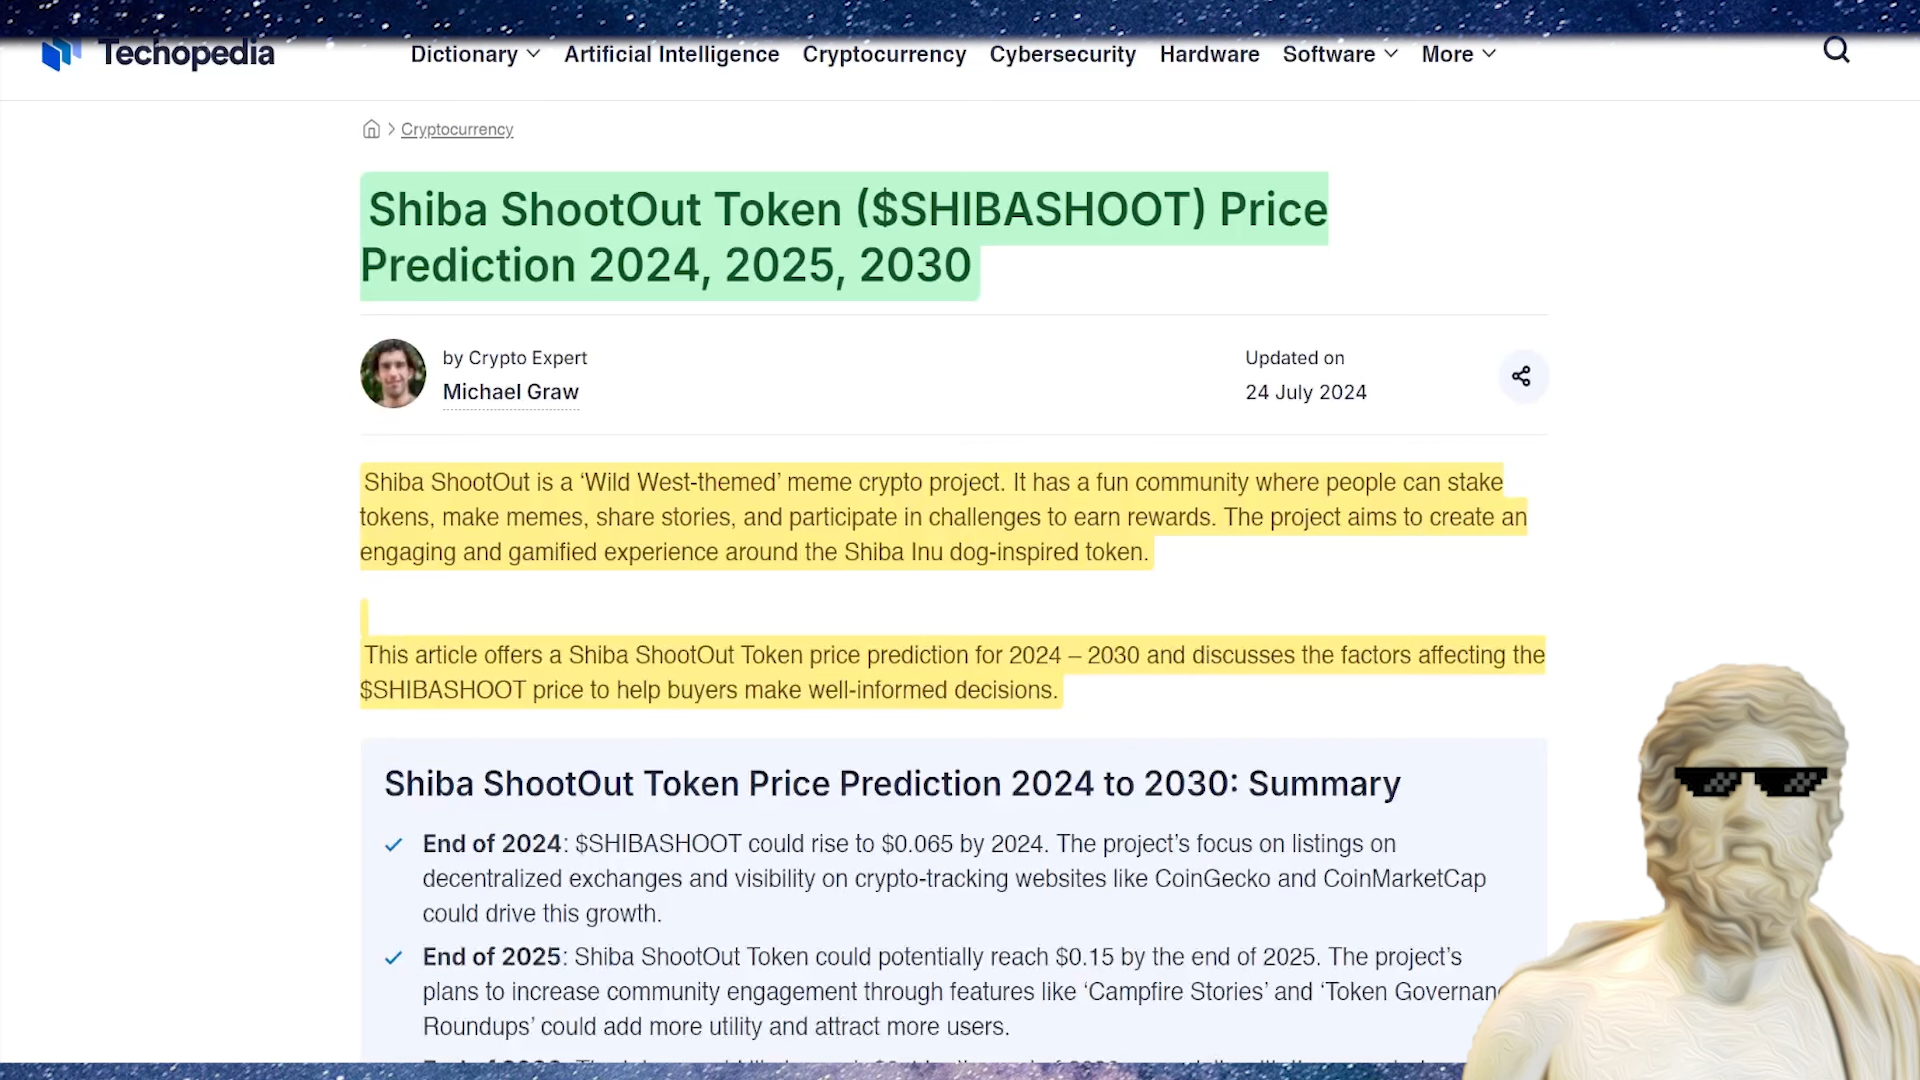 Techopedia
Dictionary Artificial Intelligence Cryptocurrency Cybersecurity Hardware Software More
Cryptocurrency
Shiba ShootOut Token ($SHIBASHOOT) Price
Prediction 2024, 2025, 2030
by Crypto Expert
Michael Graw
Updated on
24 July 2024
Shiba ShootOut is a ‘Wild West-themed’ meme crypto project. It has a fun community where people can stake
tokens, make memes, share stories, and participate in challenges to earn rewards. The project aims to create an
engaging and gamified experience around the Shiba Inu dog-inspired token.
This article offers a Shiba ShootOut Token price prediction for 2024 – 2030 and discusses the factors affecting the
$SHIBASHOOT price to help buyers make well-informed decisions.
Shiba ShootOut Token Price Prediction 2024 to 2030: Summary
End of 2024: $SHIBASHOOT could rise to $0.065 by 2024. The project’s focus on listings on
decentralized exchanges and visibility on crypto-tracking websites like CoinGecko and CoinMarketCap
could drive this growth.
End of 2025: Shiba ShootOut Token could potentially reach $0.15 by the end of 2025. The project’s
plans to increase community engagement through features like ‘Campfire Stories’ and ‘Token
Roundups’ could add more utility and attract more users.